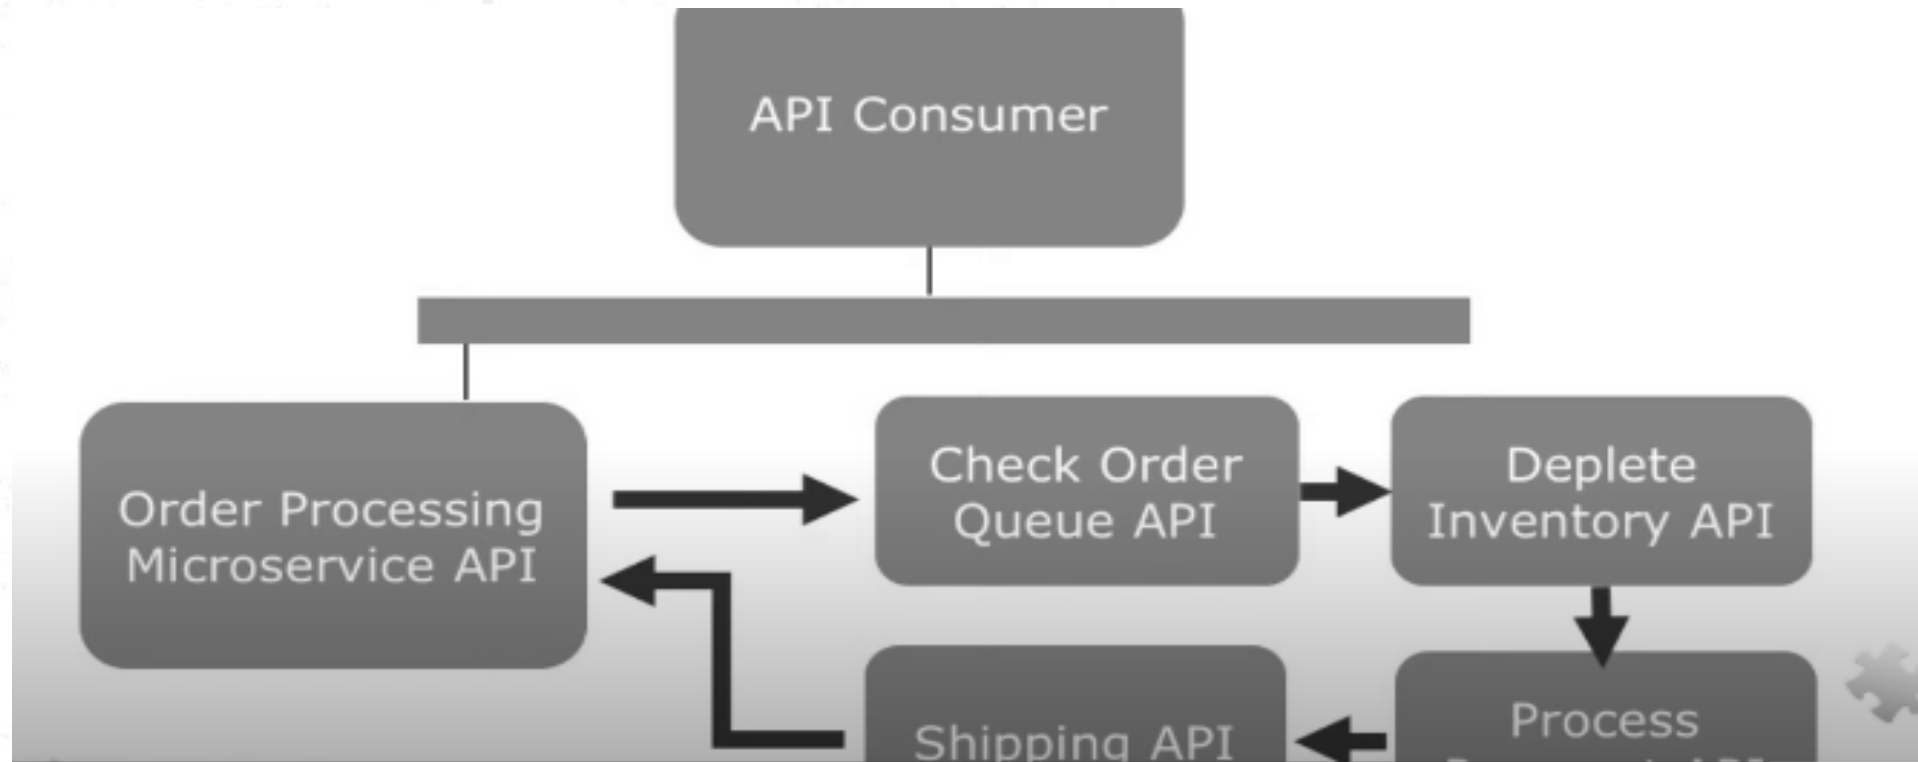 API Consumer
Order Processing
Microservice API
Check Order
Queue API
Deplete
Inventory API
Shipping API
Process